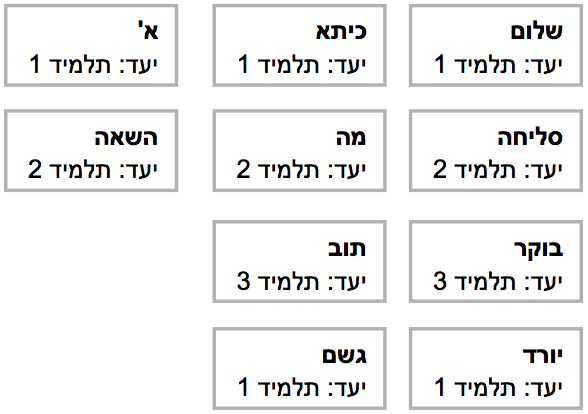 שלום
יעד: תלמיד 1
כיתא
יעד: תלמיד 1
א'
יעד: תלמיד 1
סליחה
יעד: תלמיד 2
מה
יעד: תלמיד 2
השאה
יעד: תלמיד 2
בוקר
יעד: תלמיד 3
תוב
יעד: תלמיד 3
יורד
יעד: תלמיד 1
גשם
יעד: תלמיד 1